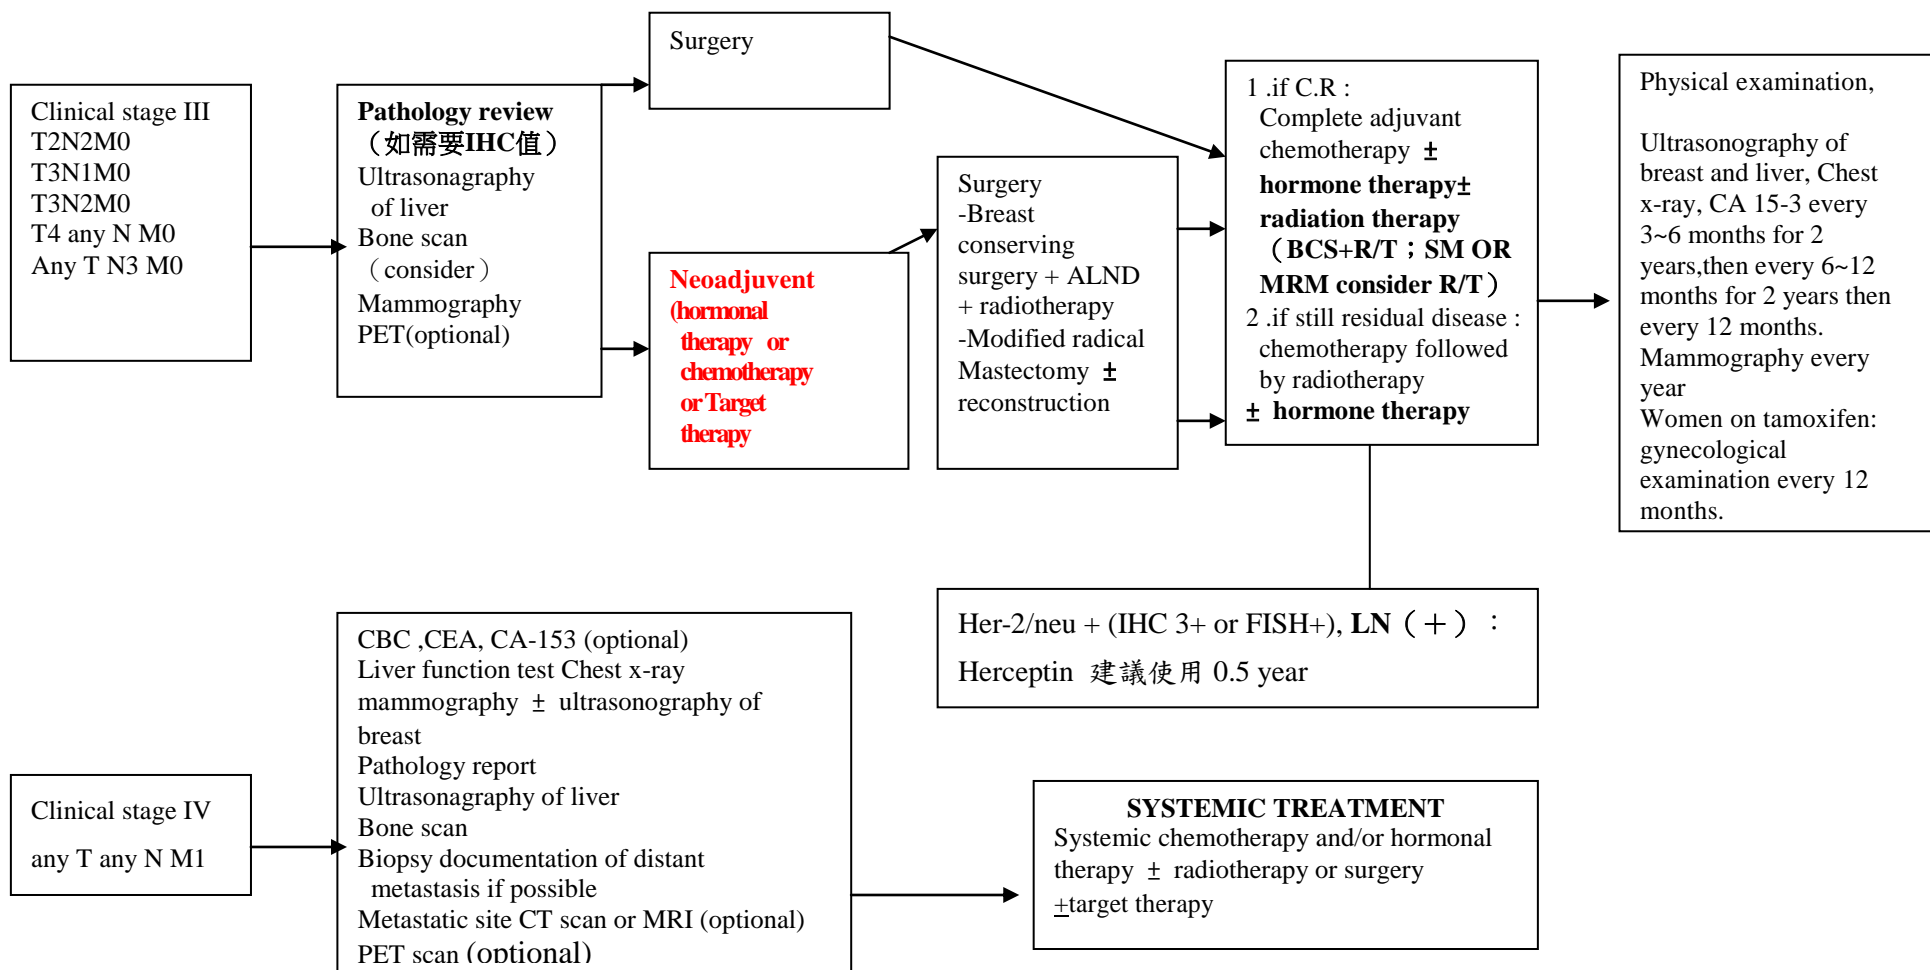 Clinical stage III
T2N2M0
T3N1M0
T3N2M0
T4 any N M0
Any T N3 M0
Pathology review
（如需要IHC值）
Ultrasonagraphy
of liver
Bone scan
（consider）
Mammography
PET(optional)
Surgery
Neoadjuvent
(hormonal
therapy or
chemotherapy
or Target
therapy
Surgery
-Breast
conserving
surgery + ALND
+ radiotherapy
-Modified radical
Mastectomy ±
reconstruction
1 .if C.R :
Complete adjuvant
chemotherapy ±
hormone therapy±
radiation therapy
（BCS+R/T；SM OR
MRM consider R/T）
2 .if still residual disease :
chemotherapy followed
by radiotherapy
± hormone therapy
Physical examination,
Ultrasonography of
breast and liver, Chest
x-ray, CA 15-3 every
3~6 months for 2
years,then every 6~12
months for 2 years then
every 12 months.
Mammography every
year
Women on tamoxifen:
gynecological
examination every 12
months.
Her-2/neu + (IHC 3+ or FISH+), LN（+）：
Herceptin 建議使用 0.5 year
Clinical stage IV
any T any N M1
CBC ,CEA, CA-153 (optional)
Liver function test Chest x-ray
mammography ± ultrasonography of
breast
Pathology report
Ultrasonagraphy of liver
Bone scan
Biopsy documentation of distant
metastasis if possible
Metastatic site CT scan or MRI (optional)
PET scan (optional)
SYSTEMIC TREATMENT
Systemic chemotherapy and/or hormonal
therapy ± radiotherapy or surgery
±target therapy